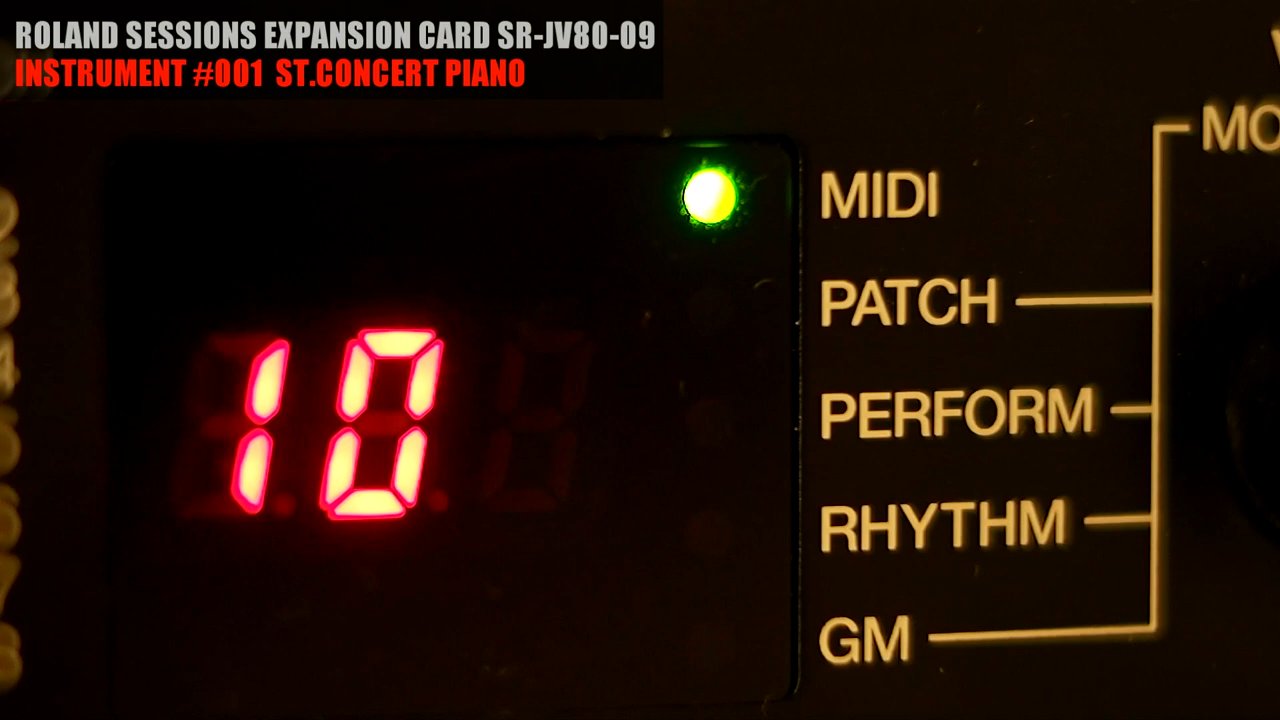 ROLAND SESSIONS EXPANSION CARD SR-JV80-09
INSTRUMENT #001 ST.CONCERT PIANO
MIDI
PATCH
10
PERFORM
RHYTHM
GM